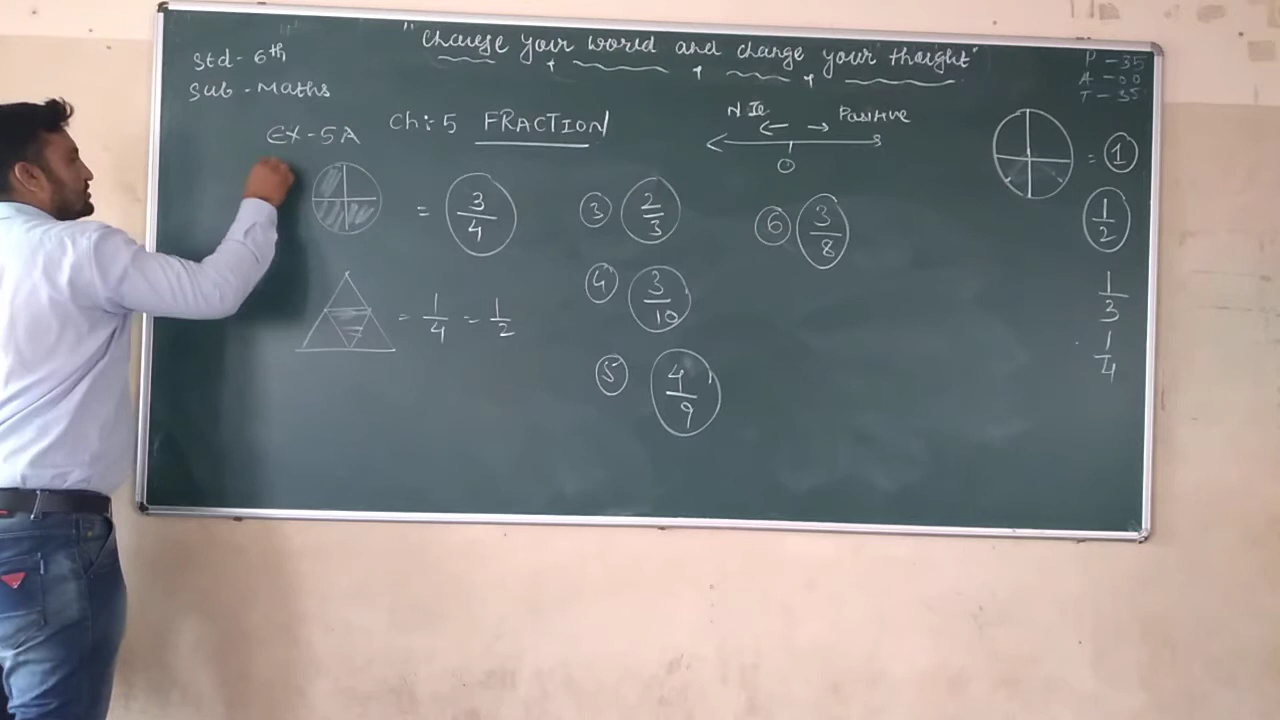 "Change your world and change your thought"
Std - 6th
Sub - Maths
P - 35
A - 00
T - 35
Ex - 5A
Ch: 5 FRACTION
Positive
0
= 3/4
= 1/4 = 1/2
3 2/3
4 3/10
5 4/9
6 3/8
= 1
1/2
1/3
1/4